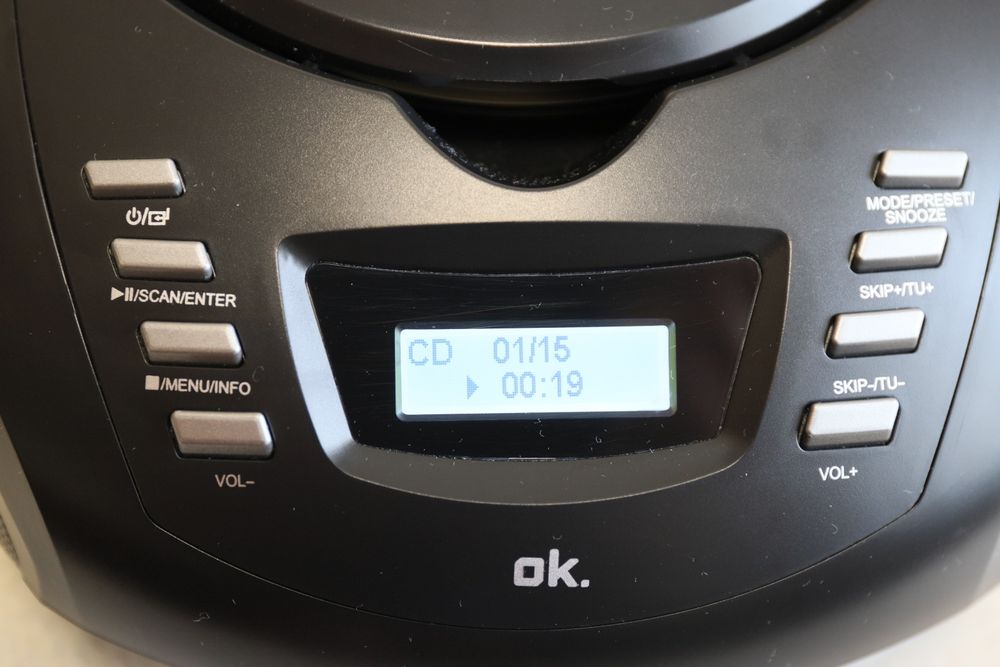 MODE/PRESET/
SNOOZE
⏻/
▶II/SCAN/ENTER
SKIP+/TU+
CD 01/15
▶ 00:19
■/MENU/INFO
SKIP-/TU-
VOL-
VOL+
ok.